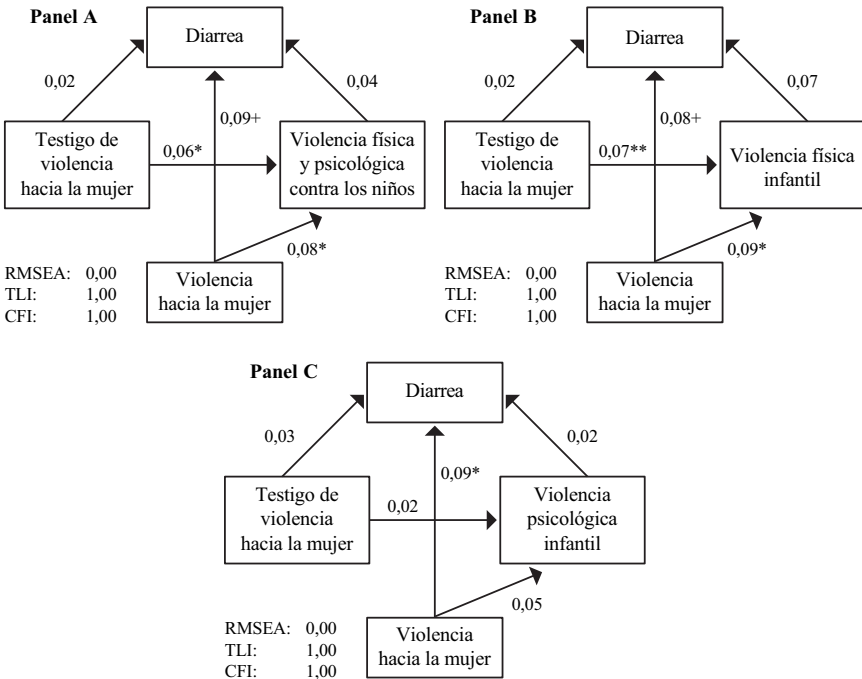 Panel A
Diarrea
0,02
0,04
0,09+
Testigo de
violencia
hacia la mujer
0,06*
Violencia física
y psicológica
contra los niños
0,08*
Violencia
hacia la mujer
RMSEA: 0,00
TLI: 1,00
CFI: 1,00
Panel B
Diarrea
0,02
0,07
0,08+
Testigo de
violencia
hacia la mujer
0,07**
Violencia física
infantil
0,09*
Violencia
hacia la mujer
RMSEA: 0,00
TLI: 1,00
CFI: 1,00
Panel C
Diarrea
0,03
0,02
0,09*
Testigo de
violencia
hacia la mujer
0,02
Violencia
psicológica
infantil
0,05
Violencia
hacia la mujer
RMSEA: 0,00
TLI: 1,00
CFI: 1,00